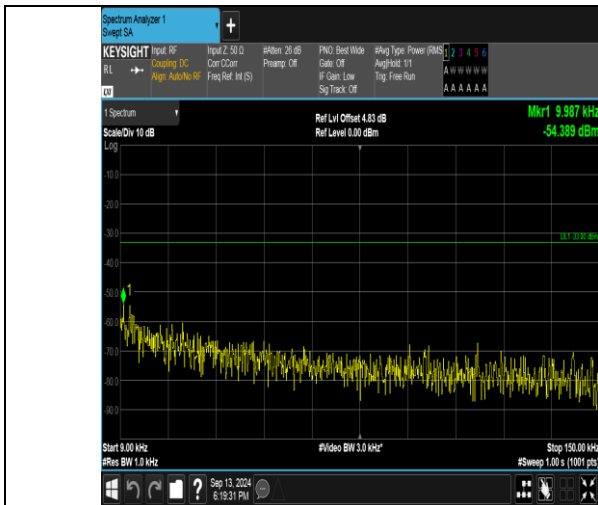 Spectrum Analyzer 1
Swept SA
+
KEYSIGHT Input: RF Input Z: 50 Ω #Atten: 26 dB PNO: Best Wide #Avg Type: Power (RMS 1 2 3 4 5 6
RL Coupling: DC Corr CCorr Preamp: Off Gate: Off Avg|Hold: 1/1 A W W W W W
Align: Auto/No RF Freq Ref: Int (S) IF Gain: Low Trig: Free Run
LXI Sig Track: Off A A A A A A
1 Spectrum Ref Lvl Offset 4.83 dB Mkr1 9.987 kHz
Scale/Div 10 dB Ref Level 0.00 dBm -54.389 dBm
Log
-10.0
-20.0
-30.0
-40.0
-50.0
1
-60.0
-70.0
-80.0
-90.0
Start 9.00 kHz #Video BW 3.0 kHz* Stop 150.00 kHz
#Res BW 1.0 kHz #Sweep 1.00 s (1001 pts)
? Sep 13, 2024
6:19:31 PM